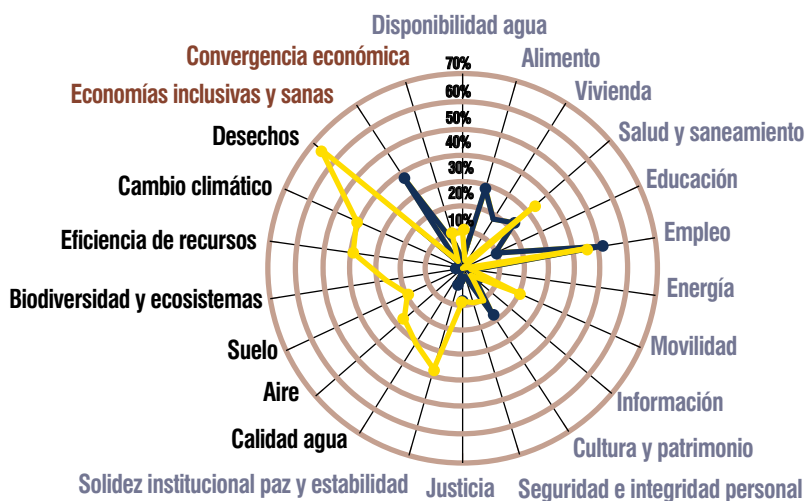 Disponibilidad agua
Alimento
Vivienda
Salud y saneamiento
Educación
Empleo
Energía
Movilidad
Información
Cultura y patrimonio
Seguridad e integridad personal
Justicia
Solidez institucional paz y estabilidad
Calidad agua
Aire
Suelo
Biodiversidad y ecosistemas
Eficiencia de recursos
Cambio climático
Desechos
Economías inclusivas y sanas
Convergencia económica
70%
60%
50%
40%
30%
20%
10%